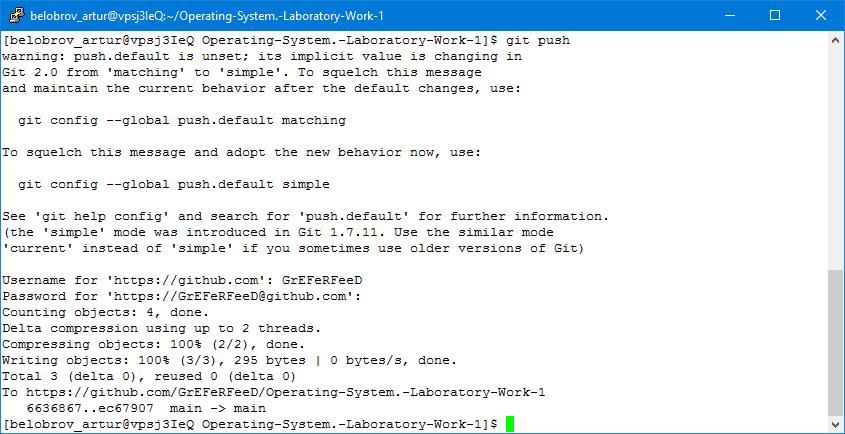 belobrov_artur@vpsj3IeQ:~/Operating-System.-Laboratory-Work-1
[belobrov_artur@vpsj3IeQ Operating-System.-Laboratory-Work-1]$ git push
warning: push.default is unset; its implicit value is changing in
Git 2.0 from 'matching' to 'simple'. To squelch this message
and maintain the current behavior after the default changes, use:

  git config --global push.default matching

To squelch this message and adopt the new behavior now, use:

  git config --global push.default simple

See 'git help config' and search for 'push.default' for further information.
(the 'simple' mode was introduced in Git 1.7.11. Use the similar mode
'current' instead of 'simple' if you sometimes use older versions of Git)

Username for 'https://github.com': GrEFeRFeeD
Password for 'https://GrEFeRFeeD@github.com':
Counting objects: 4, done.
Delta compression using up to 2 threads.
Compressing objects: 100% (2/2), done.
Writing objects: 100% (3/3), 295 bytes | 0 bytes/s, done.
Total 3 (delta 0), reused 0 (delta 0)
To https://github.com/GrEFeRFeeD/Operating-System.-Laboratory-Work-1
   6636867..ec67907  main -> main
[belobrov_artur@vpsj3IeQ Operating-System.-Laboratory-Work-1]$